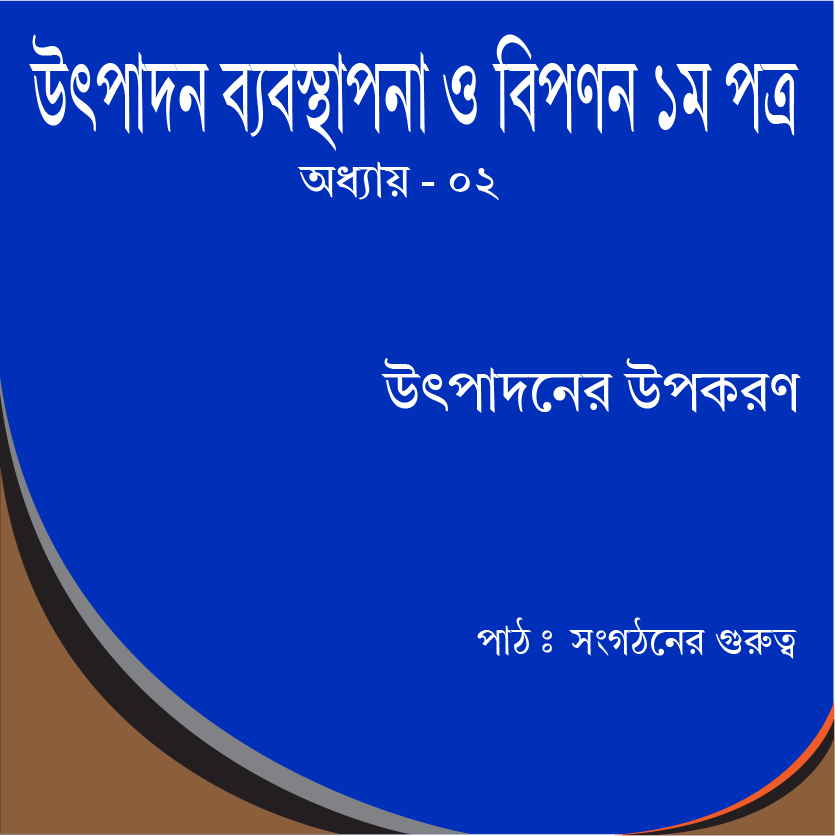 উৎপাদন ব্যবস্থাপনা ও বিপণন ১ম পত্র
অধ্যায় - ০২
উৎপাদনের উপকরণ
পাঠ ঃ সংগঠনের গুরুত্ব